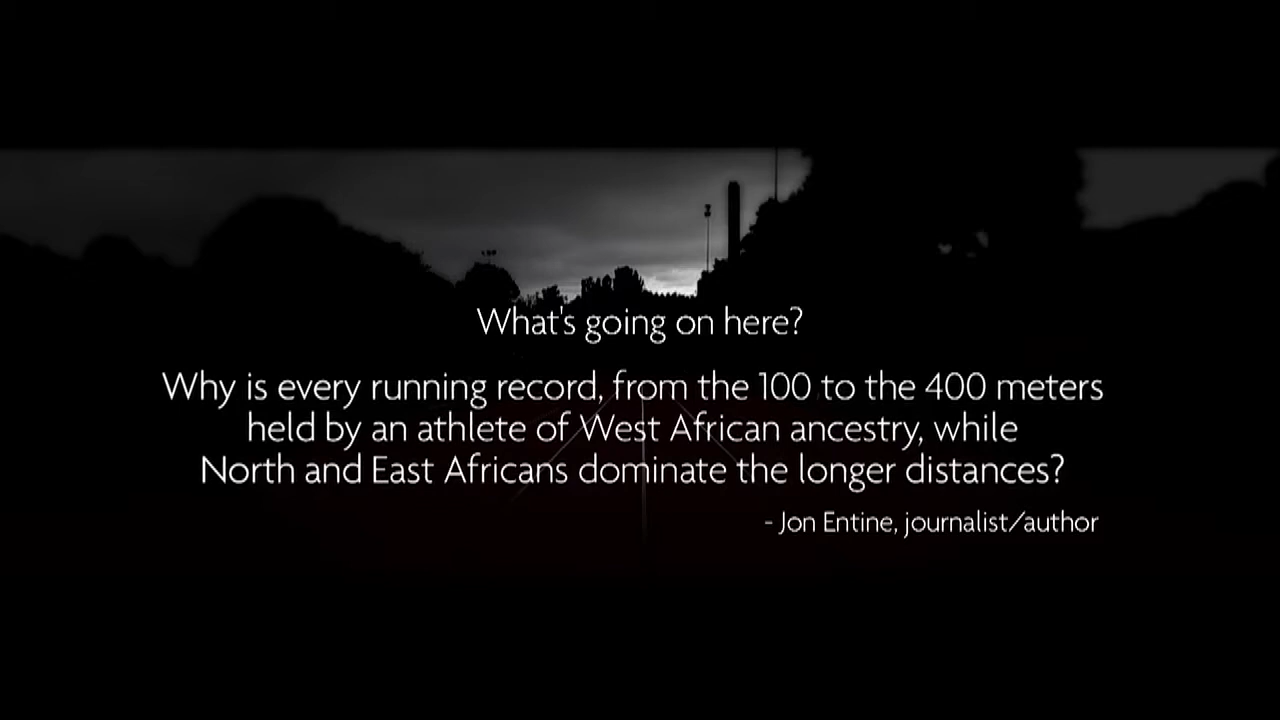 What's going on here?
Why is every running record, from the 100 to the 400 meters
held by an athlete of West African ancestry, while
North and East Africans dominate the longer distances?
- Jon Entine, journalist/author